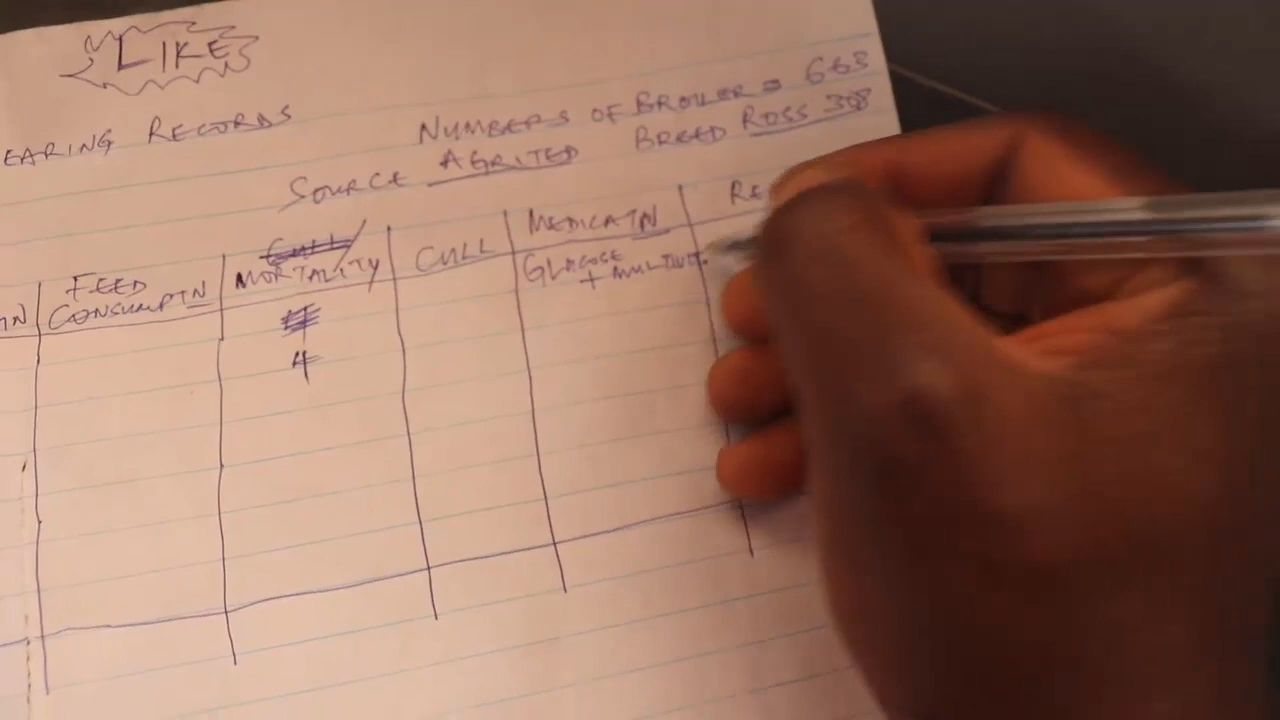 LIKE
EARING RECORDS
NUMBERS OF BROILER = 663
SOURCE AGRITED BREED ROSS 308
FEED CONSUMPTN
MORTALITY
CULL
MEDICATN
GLUCOSE
+ MULTIVIT.
4